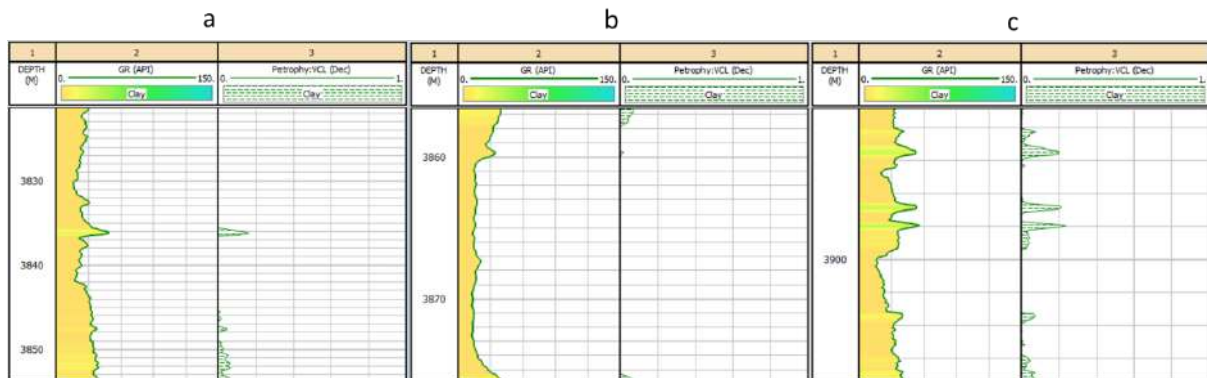 a
1 2 3
DEPTH (M) GR (API) Petrophy:VCL (Dec)
0. 150. 0. 1.
Clay Clay
3830
3840
3850
b
1 2 3
DEPTH (M) GR (API) Petrophy:VCL (Dec)
0. 150. 0. 1.
Clay Clay
3860
3870
c
1 2 3
DEPTH (M) GR (API) Petrophy:VCL (Dec)
0. 150. 0. 1.
Clay Clay
3900